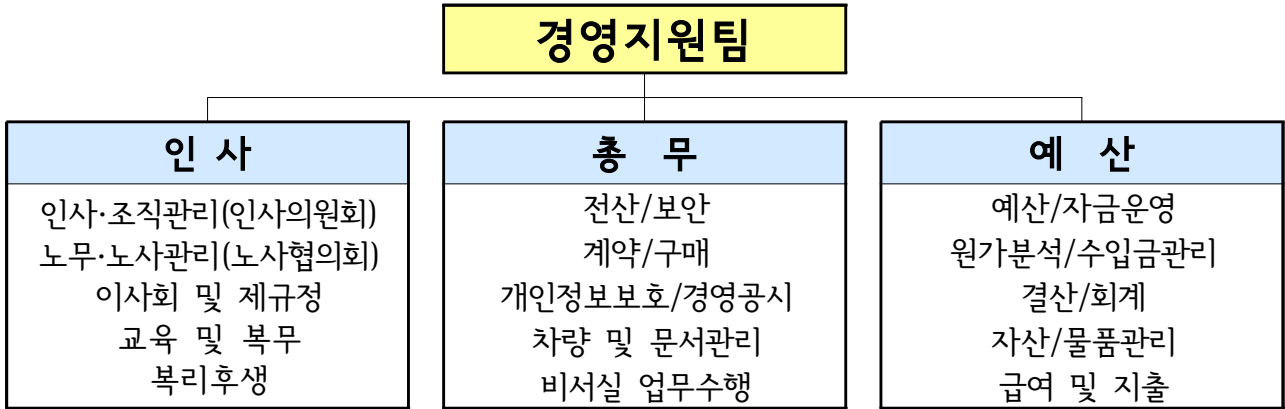 경영지원팀
인 사
인사·조직관리(인사의원회)
노무·노사관리(노사협의회)
이사회 및 제규정
교육 및 복무
복리후생
총 무
전산/보안
계약/구매
개인정보보호/경영공시
차량 및 문서관리
비서실 업무수행
예 산
예산/자금운영
원가분석/수입금관리
결산/회계
자산/물품관리
급여 및 지출